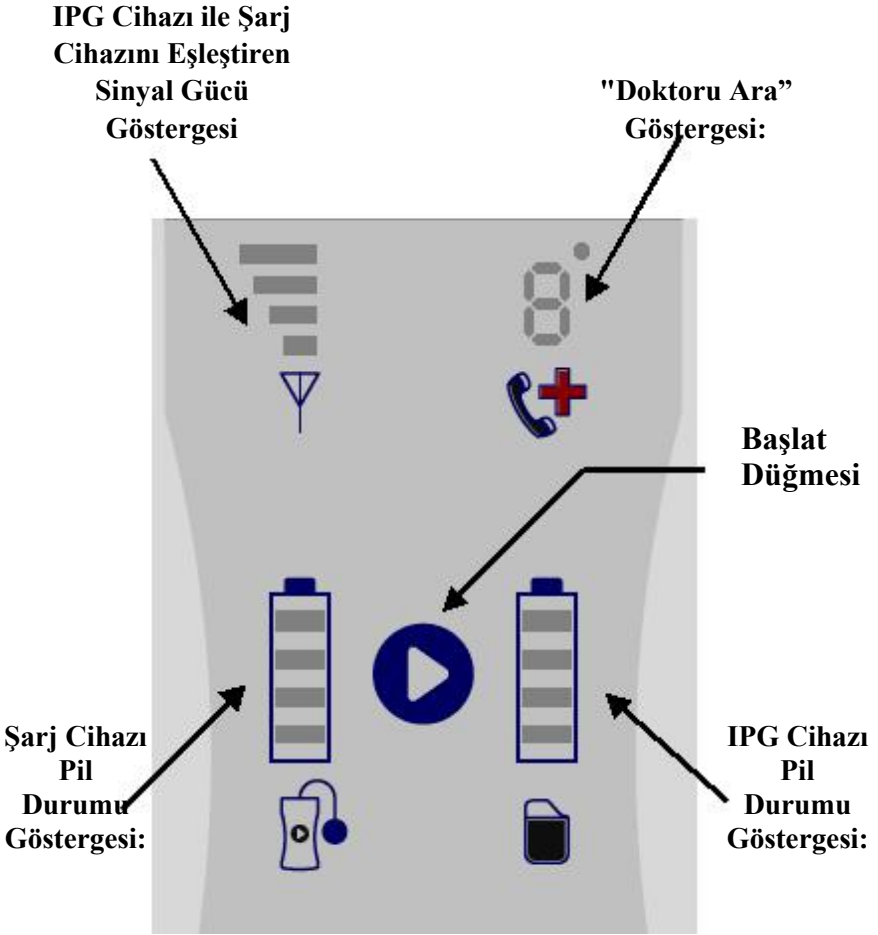 IPG Cihazı ile Şarj
Cihazını Eşleştiren
Sinyal Gücü
Göstergesi
"Doktoru Ara”
Göstergesi:
8
Başlat
Düğmesi
Şarj Cihazı
Pil
Durumu
Göstergesi:
IPG Cihazı
Pil
Durumu
Göstergesi: